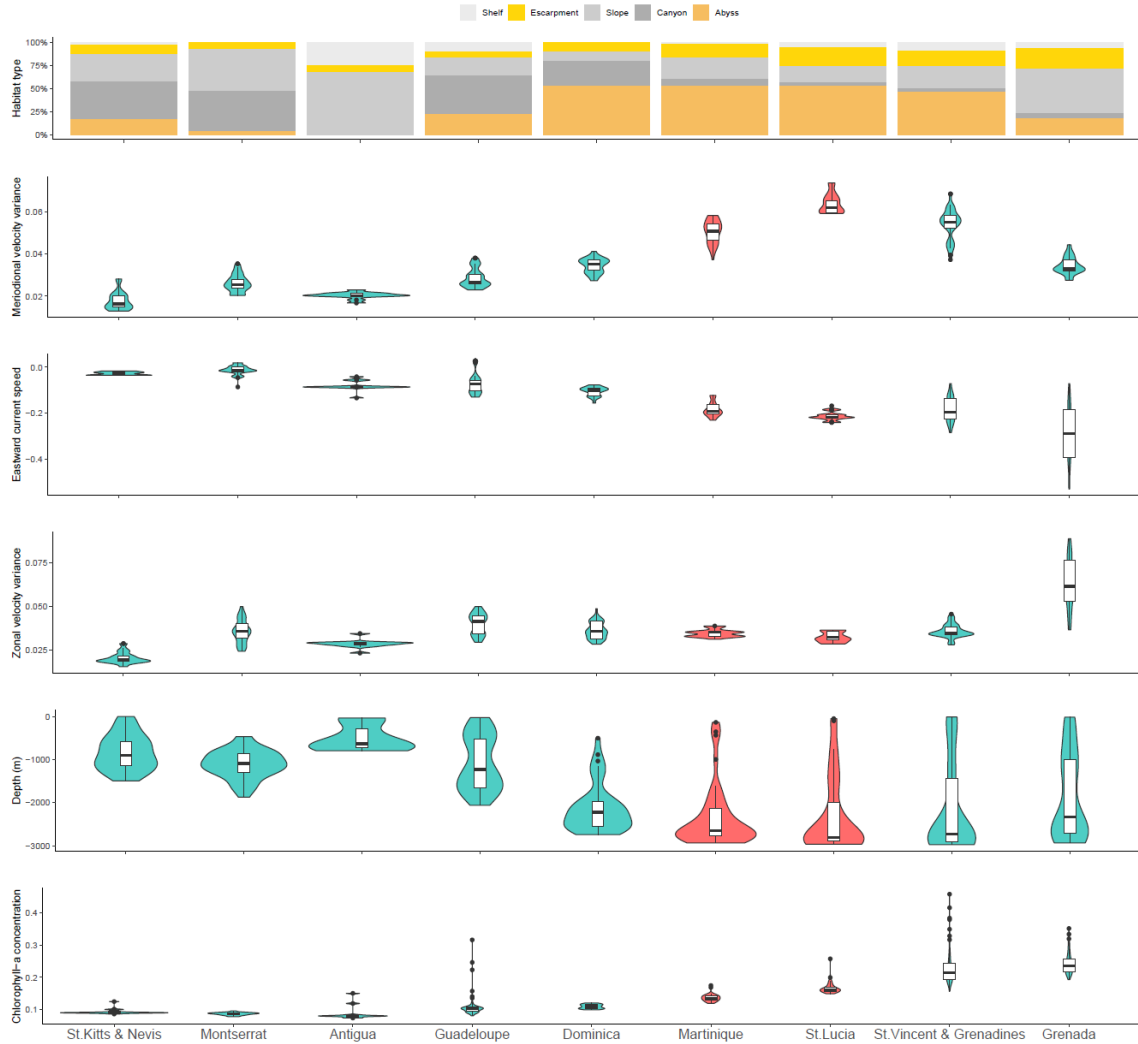 Shelf Escarpment Slope Canyon Abyss
Habitat type
100%
75%
50%
25%
0%
Meriodional velocity variance
0.06
0.04
0.02
Eastward current speed
0.0
−0.2
−0.4
Zonal velocity variance
0.075
0.050
0.025
Depth (m)
0
−1000
−2000
−3000
Chlorophyll−a concentration
0.4
0.3
0.2
0.1
St.Kitts & Nevis Montserrat Antigua Guadeloupe Dominica Martinique St.Lucia St.Vincent & Grenadines Grenada